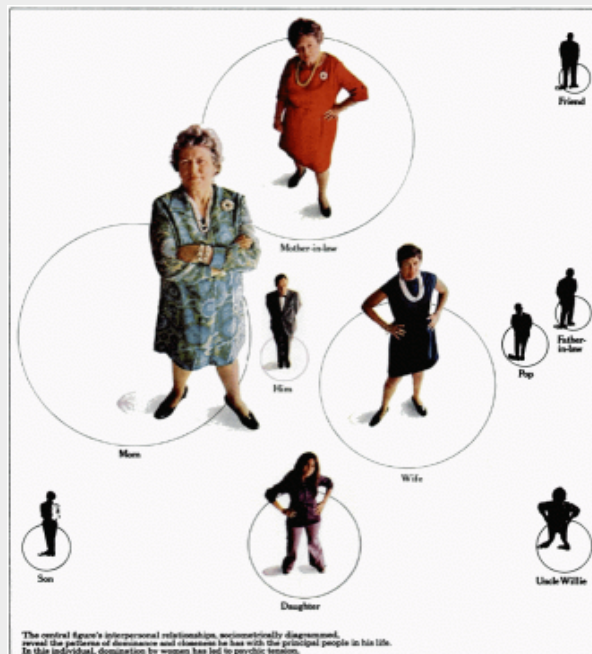 Friend
Mother-in-law
Him
Father-
in-law
Pop
Mom
Wife
Son
Daughter
Uncle Willie
The central figure's interpersonal relationships, sociometrically diagrammed,
reveal the patterns of dominance and closeness he has with the principal people in his life.
In this individual, domination by women has led to psychic tension.